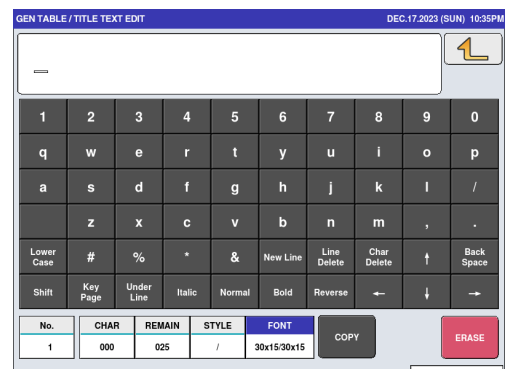 GEN TABLE / TITLE TEXT EDIT DEC.17.2023 (SUN) 10:35PM
1 2 3 4 5 6 7 8 9 0
q w e r t y u i o p
a s d f g h j k l /
z x c v b n m , .
Lower Case # % * & New Line Line Delete Char Delete ↑ Back Space
Shift Key Page Under Line Italic Normal Bold Reverse ← ↓ →
No. CHAR REMAIN STYLE FONT COPY ERASE
1 000 025 / 30x15/30x15